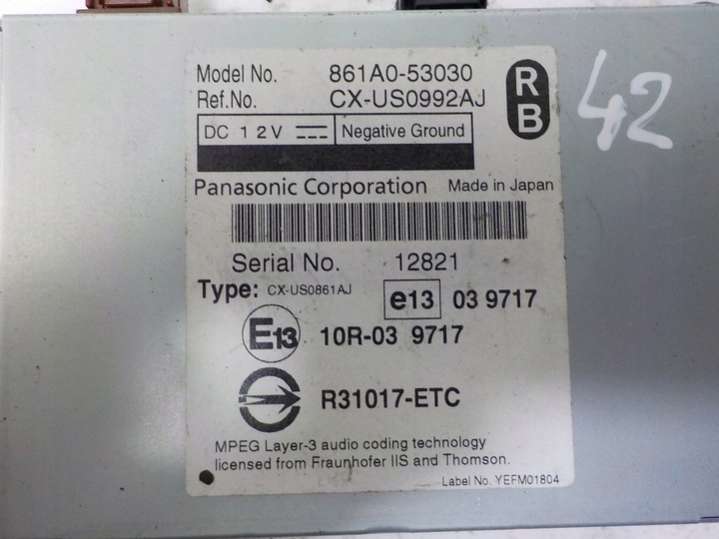 Model No. 861A0-53030
Ref.No. CX-US0992AJ
R
B
42
DC 12V Negative Ground
Panasonic Corporation Made in Japan
Serial No. 12821
Type: CX-US0861AJ e13 03 9717
E13 10R-03 9717
R31017-ETC
MPEG Layer-3 audio coding technology
licensed from Fraunhofer IIS and Thomson.
Label No. YEFM01804